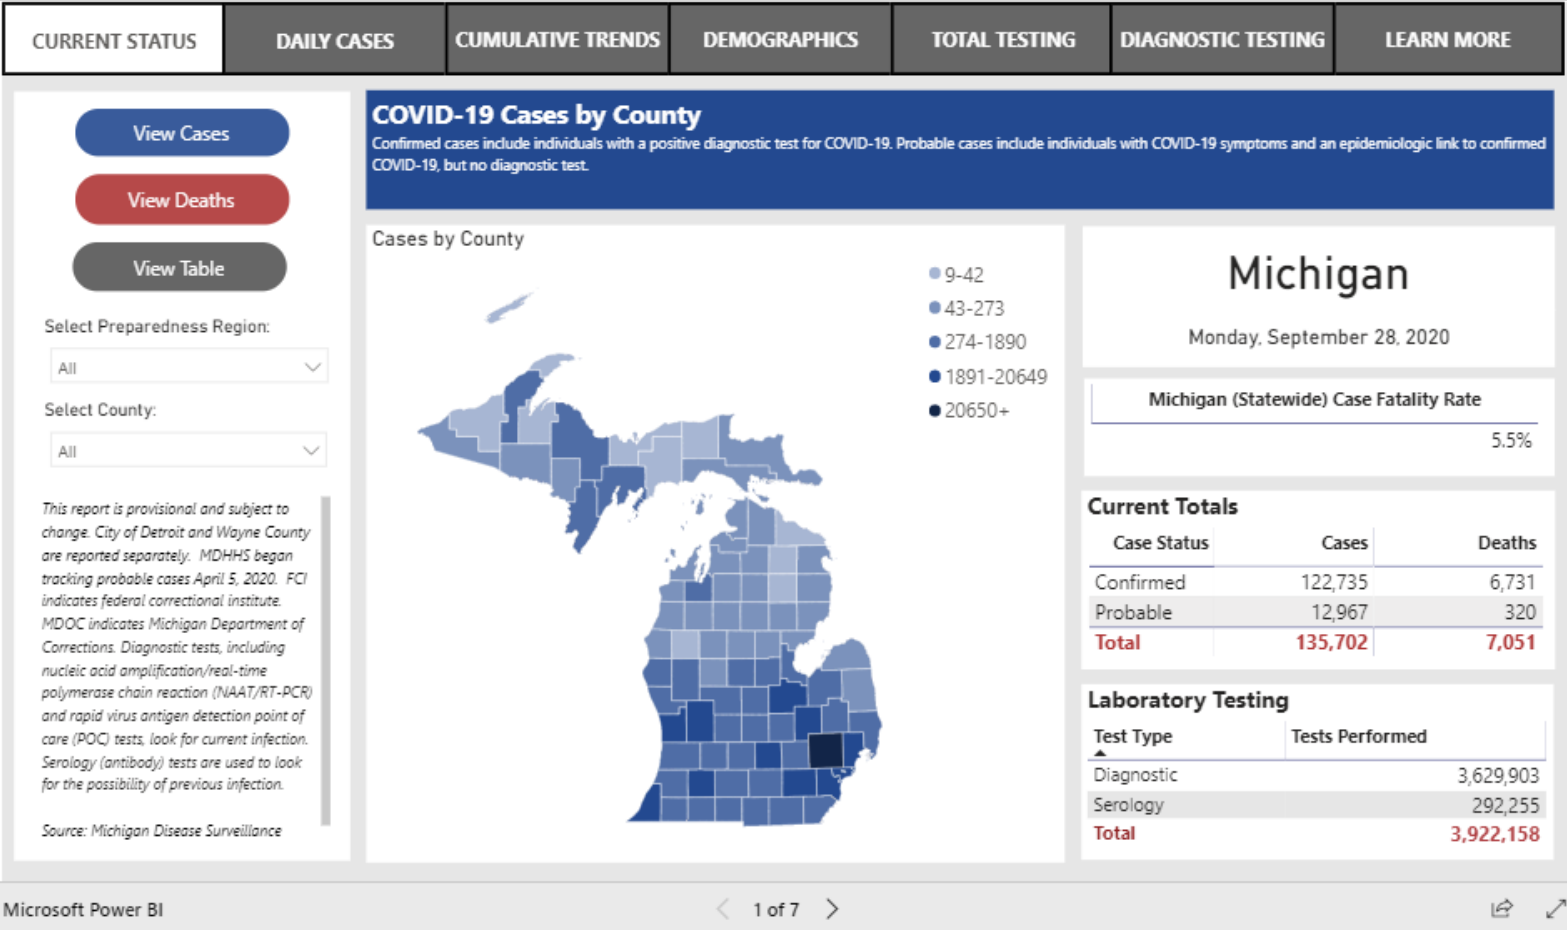 CURRENT STATUS
DAILY CASES
CUMULATIVE TRENDS
DEMOGRAPHICS
TOTAL TESTING
DIAGNOSTIC TESTING
LEARN MORE
View Cases
View Deaths
View Table
Select Preparedness Region:
All
Select County:
All
This report is provisional and subject to
change. City of Detroit and Wayne County
are reported separately. MDHHS began
tracking probable cases April 5, 2020. FCI
indicates federal correctional institute.
MDOC indicates Michigan Department of
Corrections. Diagnostic tests, including
nucleic acid amplification/real-time
polymerase chain reaction (NAAT/RT-PCR)
and rapid virus antigen detection point of
care (POC) tests, look for current infection.
Serology (antibody) tests are used to look
for the possibility of previous infection.
Source: Michigan Disease Surveillance
COVID-19 Cases by County
Confirmed cases include individuals with a positive diagnostic test for COVID-19. Probable cases include individuals with COVID-19 symptoms and an epidemiologic link to confirmed
COVID-19, but no diagnostic test.
Cases by County
9-42
43-273
274-1890
1891-20649
20650+
Michigan
Monday, September 28, 2020
Michigan (Statewide) Case Fatality Rate
5.5%
Current Totals
Case Status Cases Deaths
Confirmed 122,735 6,731
Probable 12,967 320
Total 135,702 7,051
Laboratory Testing
Test Type Tests Performed
Diagnostic 3,629,903
Serology 292,255
Total 3,922,158
Microsoft Power BI
1 of 7